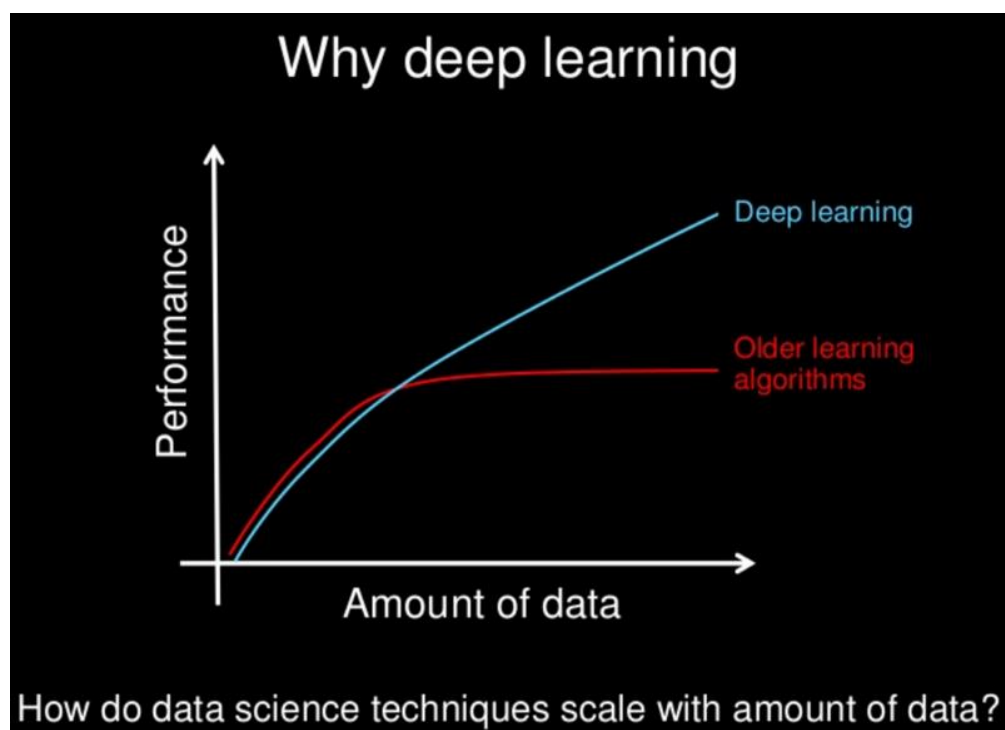 Why deep learning
Performance
Deep learning
Older learning
algorithms
Amount of data
How do data science techniques scale with amount of data?